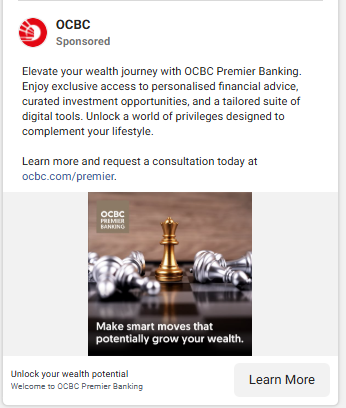 OCBC
Sponsored
Elevate your wealth journey with OCBC Premier Banking.
Enjoy exclusive access to personalised financial advice,
curated investment opportunities, and a tailored suite of
digital tools. Unlock a world of privileges designed to
complement your lifestyle.
Learn more and request a consultation today at
ocbc.com/premier.
OCBC
PREMIER
BANKING
Make smart moves that
potentially grow your wealth.
Unlock your wealth potential
Welcome to OCBC Premier Banking
Learn More